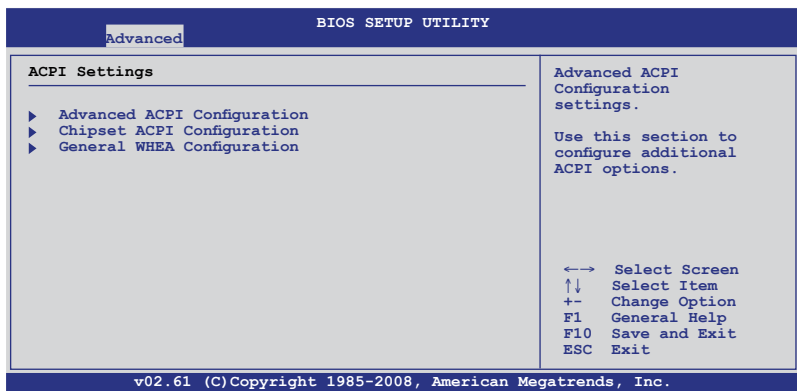 BIOS SETUP UTILITY
Advanced
ACPI Settings
Advanced ACPI Configuration
Chipset ACPI Configuration
General WHEA Configuration
Advanced ACPI
Configuration
settings.
Use this section to
configure additional
ACPI options.
←→ Select Screen
↑↓ Select Item
+- Change Option
F1 General Help
F10 Save and Exit
ESC Exit
v02.61 (C)Copyright 1985-2008, American Megatrends, Inc.